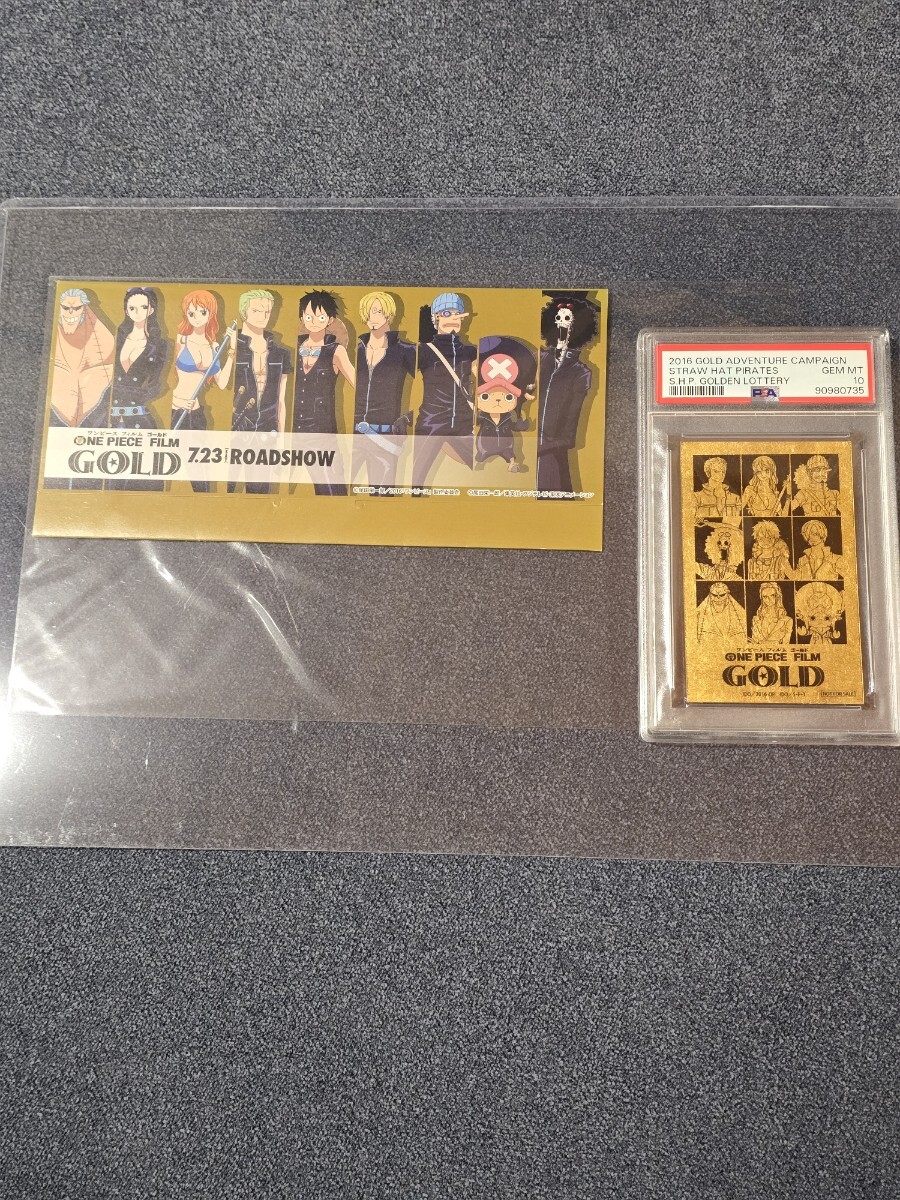 ワンピース フィルム ゴールド
ONE PIECE FILM
GOLD 7.23 ROADSHOW
2016 GOLD ADVENTURE CAMPAIGN
STRAW HAT PIRATES GEM MT
S.H.P. GOLDEN LOTTERY 10
PSA 90980735
ワンピース フィルム ゴールド
ONE PIECE FILM
GOLD
NOT FOR SALE